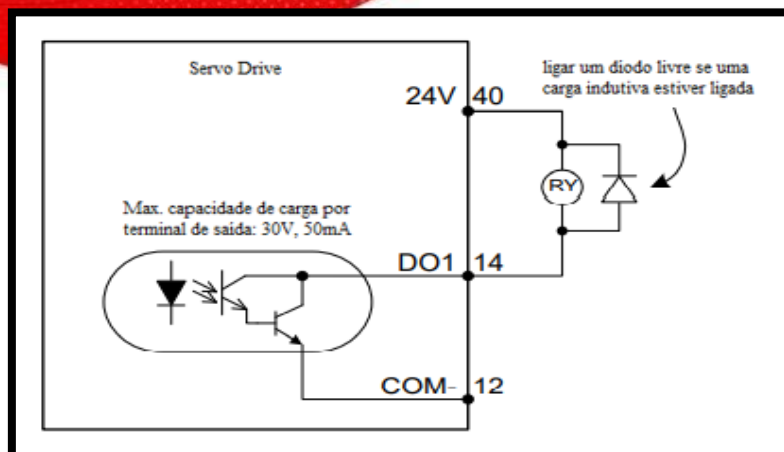 Servo Drive
ligar um diodo livre se uma
carga indutiva estiver ligada
24V 40
RY
Max. capacidade de carga por
terminal de saída: 30V, 50mA
DO1 14
COM- 12